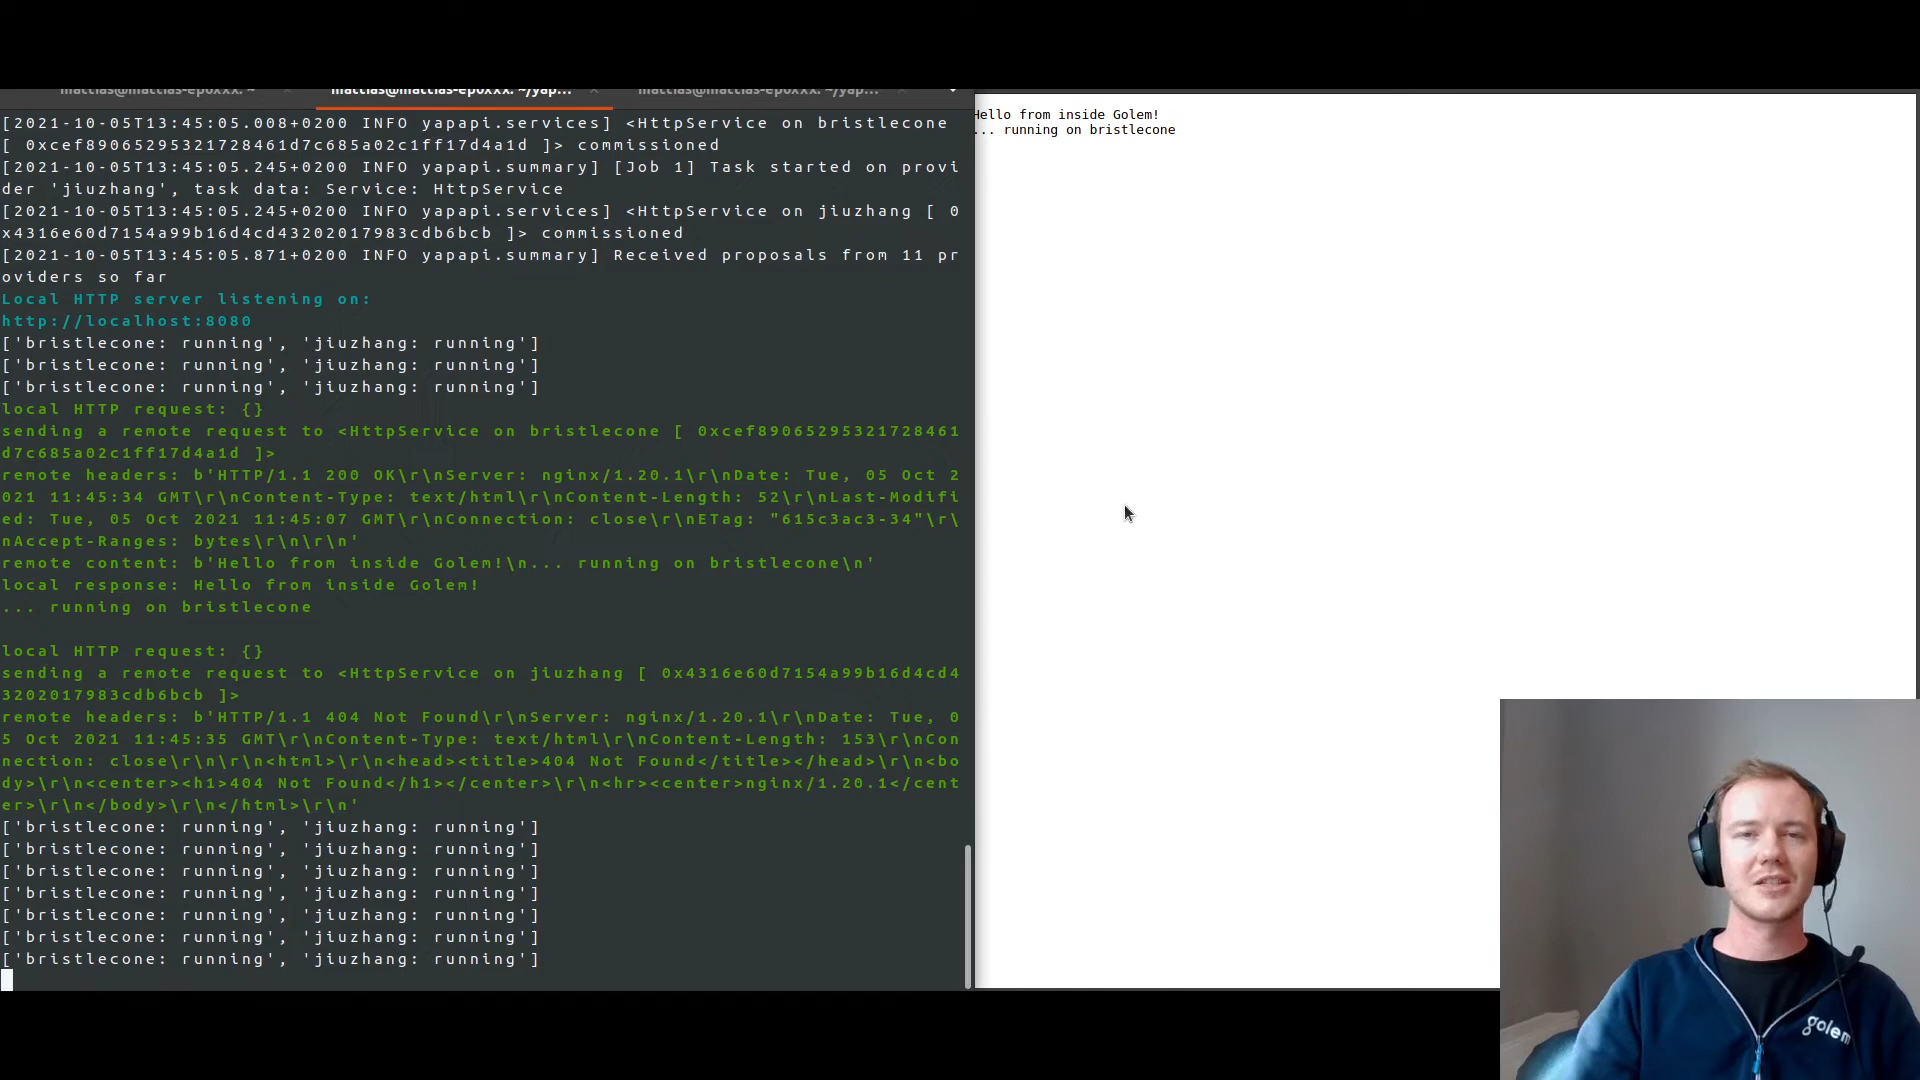 mattias@mattias-ep0xxx: ~
mattias@mattias-ep0xxx: ~/yap...
mattias@mattias-ep0xxx: ~/yap...
[2021-10-05T13:45:05.008+0200 INFO yapapi.services] <HttpService on bristlecone
[ 0xcef89065295321728461d7c685a02c1ff17d4a1d ]> commissioned
[2021-10-05T13:45:05.245+0200 INFO yapapi.summary] [Job 1] Task started on provi
der 'jiuzhang', task data: Service: HttpService
[2021-10-05T13:45:05.245+0200 INFO yapapi.services] <HttpService on jiuzhang [ 0
x4316e60d7154a99b16d4cd43202017983cdb6bcb ]> commissioned
[2021-10-05T13:45:05.871+0200 INFO yapapi.summary] Received proposals from 11 pr
oviders so far
Local HTTP server listening on:
http://localhost:8080
['bristlecone: running', 'jiuzhang: running']
['bristlecone: running', 'jiuzhang: running']
['bristlecone: running', 'jiuzhang: running']
local HTTP request: {}
sending a remote request to <HttpService on bristlecone [ 0xcef89065295321728461
d7c685a02c1ff17d4a1d ]>
remote headers: b'HTTP/1.1 200 OK\r\nServer: nginx/1.20.1\r\nDate: Tue, 05 Oct 2
021 11:45:34 GMT\r\nContent-Type: text/html\r\nContent-Length: 52\r\nLast-Modifi
ed: Tue, 05 Oct 2021 11:45:07 GMT\r\nConnection: close\r\nETag: "615c3ac3-34"\r\
nAccept-Ranges: bytes\r\n\r\n'
remote content: b'Hello from inside Golem!\n... running on bristlecone\n'
local response: Hello from inside Golem!
... running on bristlecone
local HTTP request: {}
sending a remote request to <HttpService on jiuzhang [ 0x4316e60d7154a99b16d4cd4
3202017983cdb6bcb ]>
remote headers: b'HTTP/1.1 404 Not Found\r\nServer: nginx/1.20.1\r\nDate: Tue, 0
5 Oct 2021 11:45:35 GMT\r\nContent-Type: text/html\r\nContent-Length: 153\r\nCon
nection: close\r\n\r\n<html>\r\n<head><title>404 Not Found</title></head>\r\n<bo
dy>\r\n<center><h1>404 Not Found</h1></center>\r\n<hr><center>nginx/1.20.1</cent
er>\r\n</body>\r\n</html>\r\n'
['bristlecone: running', 'jiuzhang: running']
['bristlecone: running', 'jiuzhang: running']
['bristlecone: running', 'jiuzhang: running']
['bristlecone: running', 'jiuzhang: running']
['bristlecone: running', 'jiuzhang: running']
['bristlecone: running', 'jiuzhang: running']
['bristlecone: running', 'jiuzhang: running']
Hello from inside Golem!
... running on bristlecone
golem